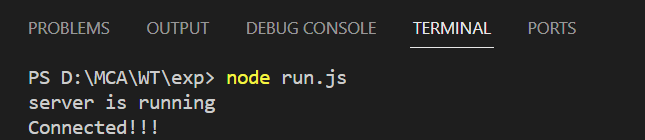 PROBLEMS OUTPUT DEBUG CONSOLE TERMINAL PORTS
PS D:\MCA\WT\exp> node run.js
server is running
Connected!!!